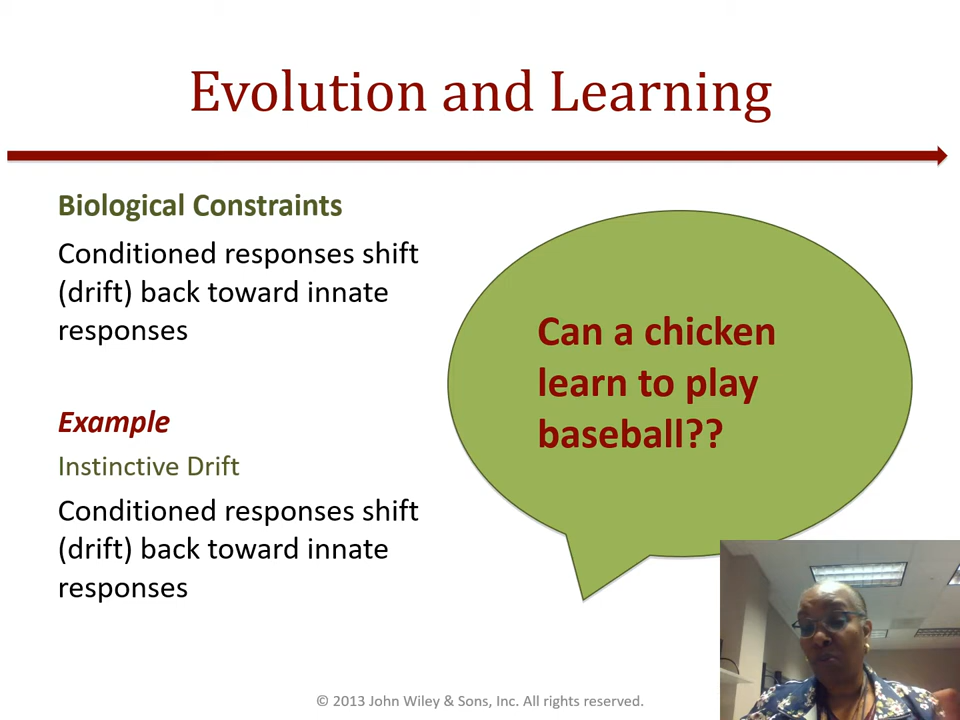 Evolution and Learning
Biological Constraints
Conditioned responses shift
(drift) back toward innate
responses
Example
Instinctive Drift
Conditioned responses shift
(drift) back toward innate
responses
Can a chicken
learn to play
baseball??
© 2013 John Wiley & Sons, Inc. All rights reserved.